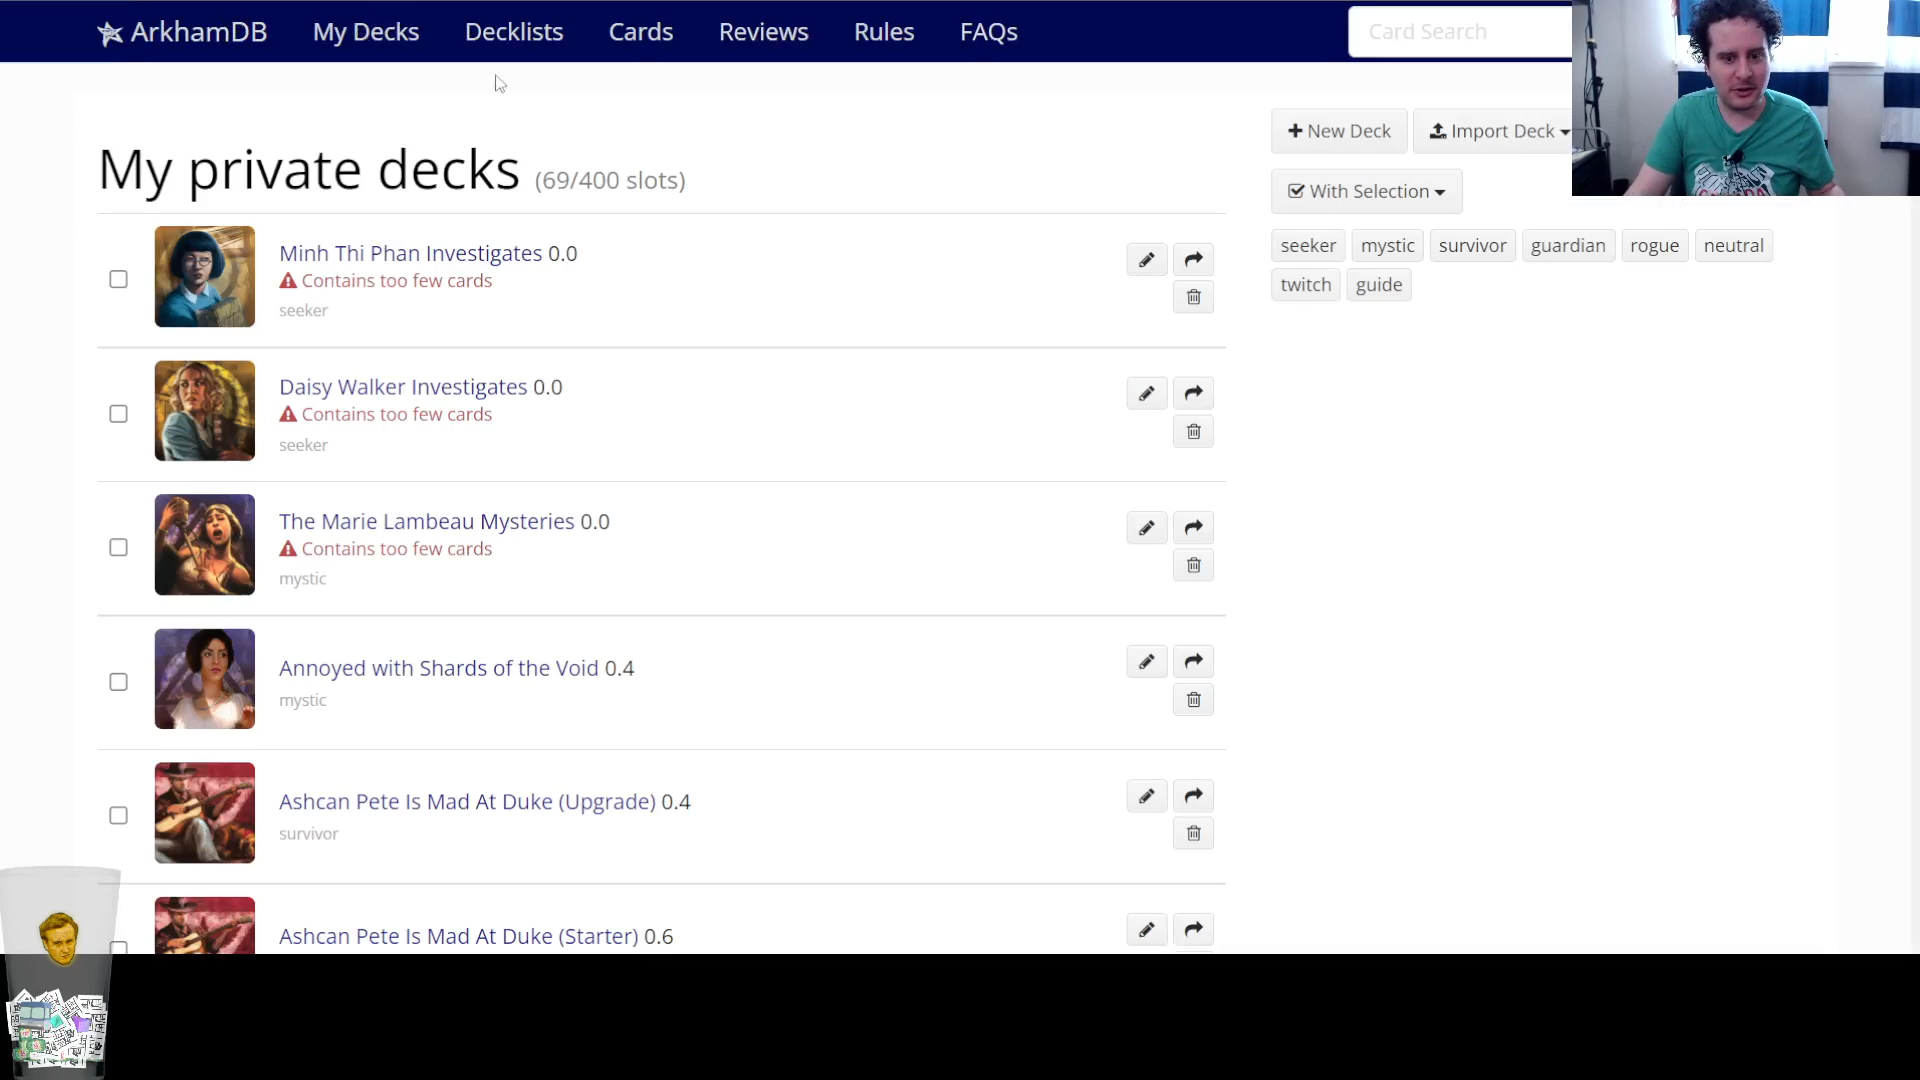 ArkhamDB My Decks Decklists Cards Reviews Rules FAQs Card Search
My private decks (69/400 slots)
New Deck Import Deck
With Selection
seeker mystic survivor guardian rogue neutral
twitch guide
Minh Thi Phan Investigates 0.0
Contains too few cards
seeker
Daisy Walker Investigates 0.0
Contains too few cards
seeker
The Marie Lambeau Mysteries 0.0
Contains too few cards
mystic
Annoyed with Shards of the Void 0.4
mystic
Ashcan Pete Is Mad At Duke (Upgrade) 0.4
survivor
Ashcan Pete Is Mad At Duke (Starter) 0.6